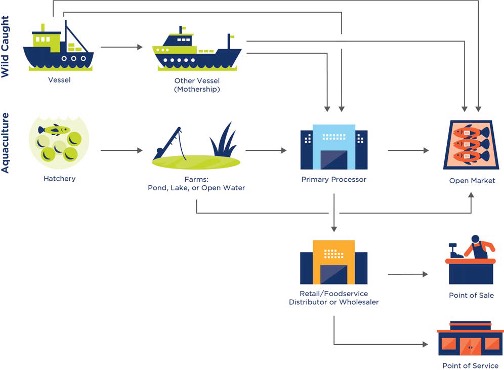 Wild Caught
Vessel
Other Vessel
(Mothership)
Aquaculture
Hatchery
Farms:
Pond, Lake, or Open Water
Primary Processor
Open Market
Retail/Foodservice
Distributor or Wholesaler
Point of Sale
Point of Service